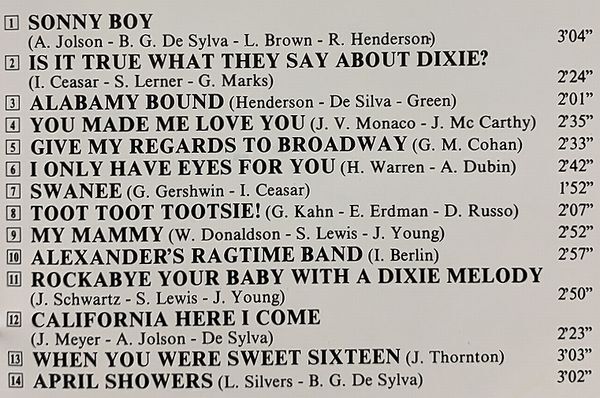 1 SONNY BOY
(A. Jolson - B. G. De Sylva - L. Brown - R. Henderson) 3'04"
2 IS IT TRUE WHAT THEY SAY ABOUT DIXIE?
(I. Ceasar - S. Lerner - G. Marks) 2'24"
3 ALABAMY BOUND (Henderson - De Silva - Green) 2'01"
4 YOU MADE ME LOVE YOU (J. V. Monaco - J. Mc Carthy) 2'35"
5 GIVE MY REGARDS TO BROADWAY (G. M. Cohan) 2'33"
6 I ONLY HAVE EYES FOR YOU (H. Warren - A. Dubin) 2'42"
7 SWANEE (G. Gershwin - I. Ceasar) 1'52"
8 TOOT TOOT TOOTSIE! (G. Kahn - E. Erdman - D. Russo) 2'07"
9 MY MAMMY (W. Donaldson - S. Lewis - J. Young) 2'52"
10 ALEXANDER'S RAGTIME BAND (I. Berlin) 2'57"
11 ROCKABYE YOUR BABY WITH A DIXIE MELODY
(J. Schwartz - S. Lewis - J. Young) 2'50"
12 CALIFORNIA HERE I COME
(J. Meyer - A. Jolson - De Sylva) 2'23"
13 WHEN YOU WERE SWEET SIXTEEN (J. Thornton) 3'03"
14 APRIL SHOWERS (L. Silvers - B. G. De Sylva) 3'02"